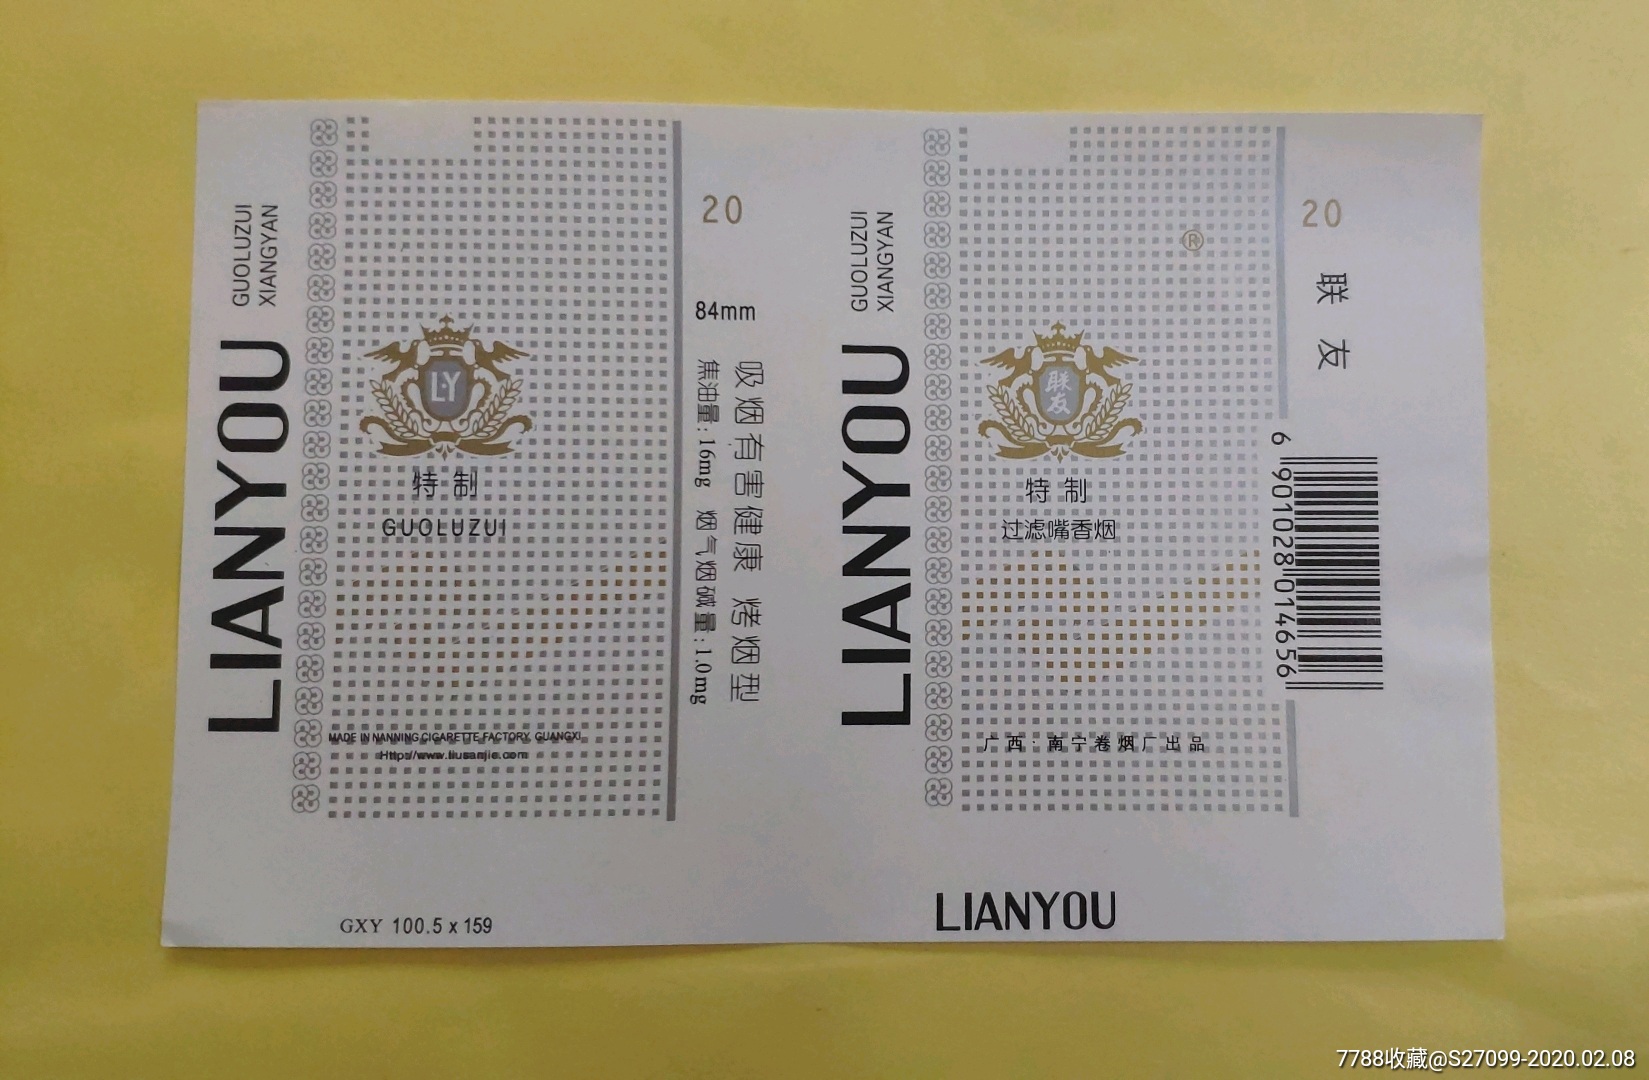 LIANYOU
GUOLUZUI
XIANGYAN
L·Y
特制
GUOLUZUI
MADE IN NANNING CIGARETTE FACTORY, GUANGXI
Http://www.liusanjie.com
20
84mm
吸烟有害健康 烤烟型
焦油量:16mg 烟气烟碱量:1.0mg
GXY 100.5 x 159
LIANYOU
GUOLUZUI
XIANGYAN
®
联友
特制
过滤嘴香烟
广西·南宁卷烟厂出品
20
联友
6 901028 014656
LIANYOU
7788收藏@S27099-2020.02.08